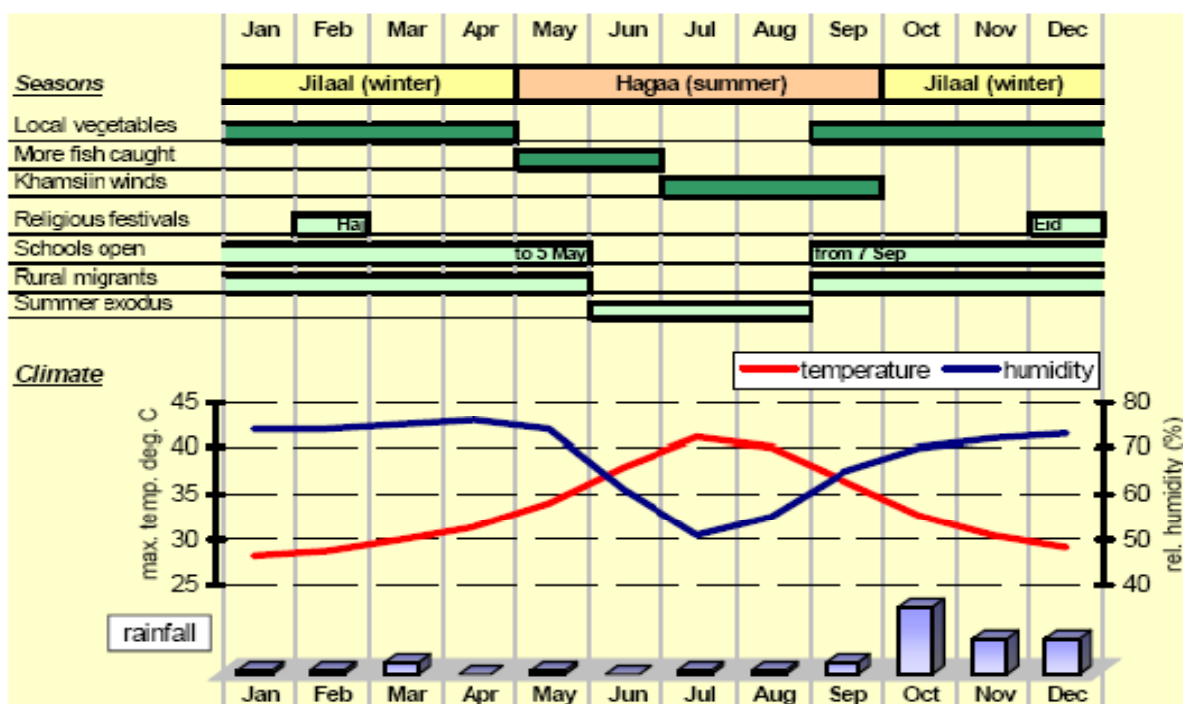 Jan Feb Mar Apr May Jun Jul Aug Sep Oct Nov Dec
Seasons Jilaal (winter) Hagaa (summer) Jilaal (winter)
Local vegetables
More fish caught
Khamsiin winds
Religious festivals Haj Eid
Schools open to 5 May from 7 Sep
Rural migrants
Summer exodus
Climate temperature humidity
max. temp. deg. C
45 80
40 70
35 60
30 50
25 40
rel. humidity (%)
rainfall
Jan Feb Mar Apr May Jun Jul Aug Sep Oct Nov Dec